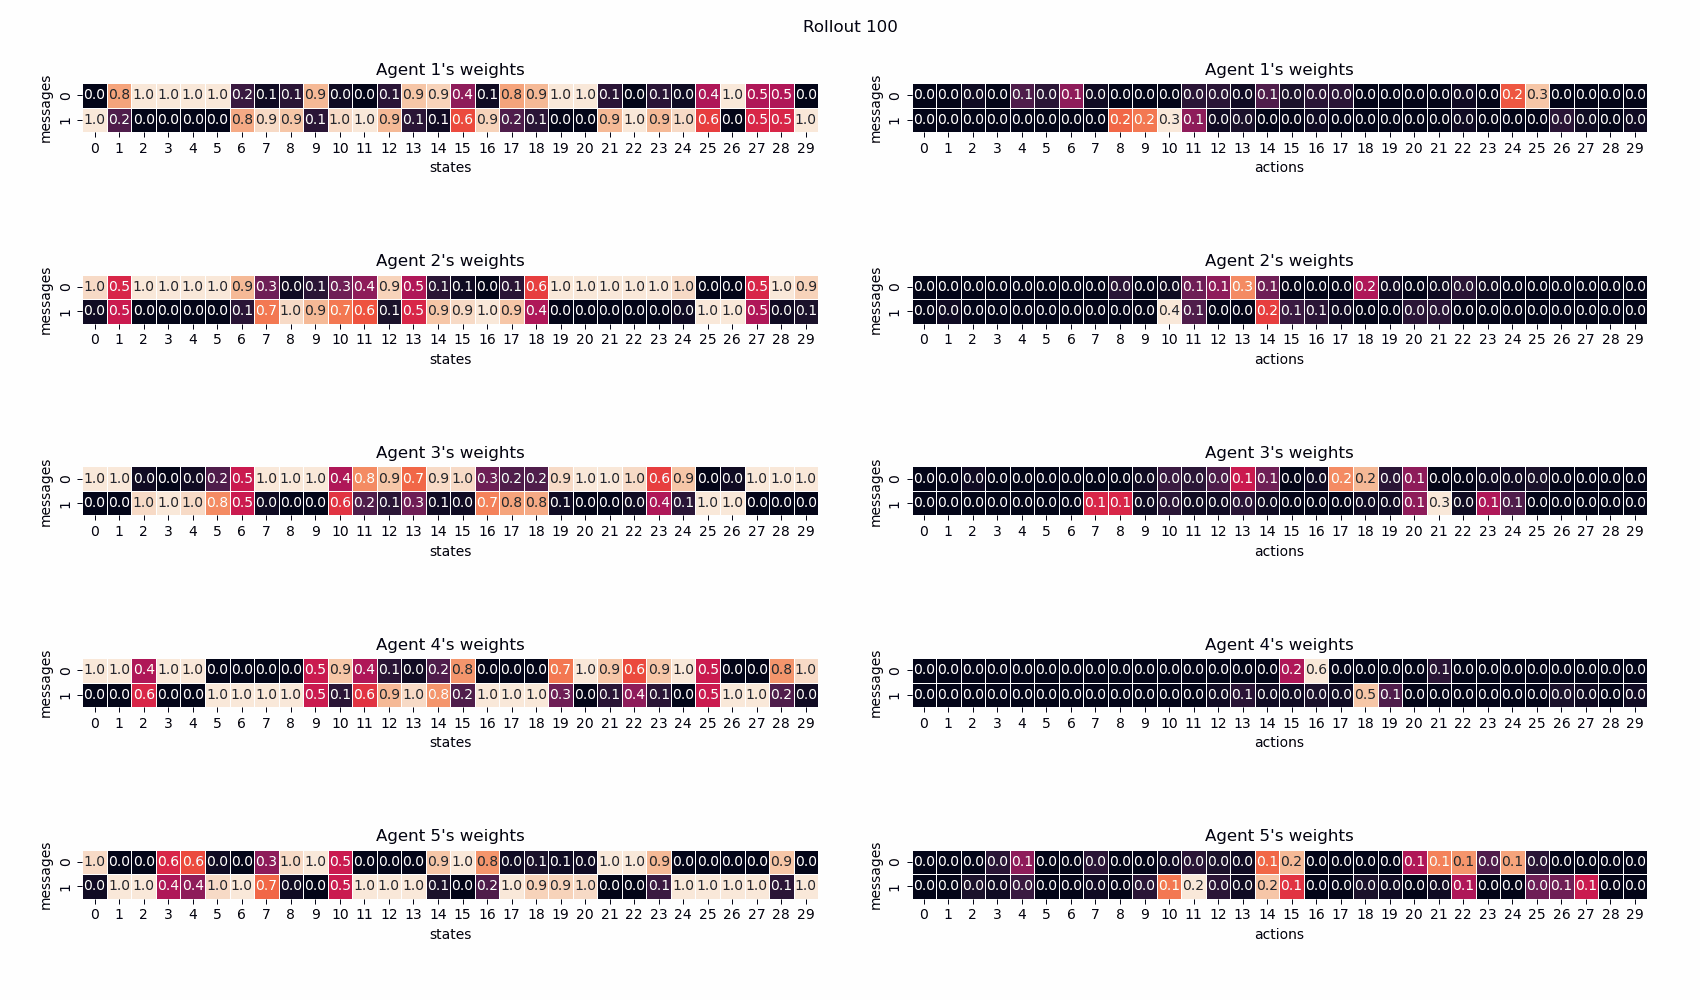 Rollout 100
Agent 1's weights
messages
0 0.0 0.8 1.0 1.0 1.0 1.0 0.2 0.1 0.1 0.9 0.0 0.0 0.1 0.9 0.9 0.4 0.1 0.8 0.9 1.0 1.0 0.1 0.0 0.1 0.0 0.4 1.0 0.5 0.5 0.0
1 1.0 0.2 0.0 0.0 0.0 0.0 0.8 0.9 0.9 0.1 1.0 1.0 0.9 0.1 0.1 0.6 0.9 0.2 0.1 0.0 0.0 0.9 1.0 0.9 1.0 0.6 0.0 0.5 0.5 1.0
0 1 2 3 4 5 6 7 8 9 10 11 12 13 14 15 16 17 18 19 20 21 22 23 24 25 26 27 28 29
states
Agent 1's weights
messages
0 0.0 0.0 0.0 0.0 0.1 0.0 0.1 0.0 0.0 0.0 0.0 0.0 0.0 0.0 0.1 0.0 0.0 0.0 0.0 0.0 0.0 0.0 0.0 0.0 0.2 0.3 0.0 0.0 0.0 0.0
1 0.0 0.0 0.0 0.0 0.0 0.0 0.0 0.0 0.2 0.2 0.3 0.1 0.0 0.0 0.0 0.0 0.0 0.0 0.0 0.0 0.0 0.0 0.0 0.0 0.0 0.0 0.0 0.0 0.0 0.0
0 1 2 3 4 5 6 7 8 9 10 11 12 13 14 15 16 17 18 19 20 21 22 23 24 25 26 27 28 29
actions
Agent 2's weights
messages
0 1.0 0.5 1.0 1.0 1.0 1.0 0.9 0.3 0.0 0.1 0.3 0.4 0.9 0.5 0.1 0.1 0.0 0.1 0.6 1.0 1.0 1.0 1.0 1.0 1.0 0.0 0.0 0.5 1.0 0.9
1 0.0 0.5 0.0 0.0 0.0 0.0 0.1 0.7 1.0 0.9 0.7 0.6 0.1 0.5 0.9 0.9 1.0 0.9 0.4 0.0 0.0 0.0 0.0 0.0 0.0 1.0 1.0 0.5 0.0 0.1
0 1 2 3 4 5 6 7 8 9 10 11 12 13 14 15 16 17 18 19 20 21 22 23 24 25 26 27 28 29
states
Agent 2's weights
messages
0 0.0 0.0 0.0 0.0 0.0 0.0 0.0 0.0 0.0 0.0 0.0 0.1 0.1 0.3 0.1 0.0 0.0 0.0 0.2 0.0 0.0 0.0 0.0 0.0 0.0 0.0 0.0 0.0 0.0 0.0
1 0.0 0.0 0.0 0.0 0.0 0.0 0.0 0.0 0.0 0.0 0.4 0.1 0.0 0.0 0.2 0.1 0.1 0.0 0.0 0.0 0.0 0.0 0.0 0.0 0.0 0.0 0.0 0.0 0.0 0.0
0 1 2 3 4 5 6 7 8 9 10 11 12 13 14 15 16 17 18 19 20 21 22 23 24 25 26 27 28 29
actions
Agent 3's weights
messages
0 1.0 1.0 0.0 0.0 0.0 0.2 0.5 1.0 1.0 1.0 0.4 0.8 0.9 0.7 0.9 1.0 0.3 0.2 0.2 0.9 1.0 1.0 1.0 0.6 0.9 0.0 0.0 1.0 1.0 1.0
1 0.0 0.0 1.0 1.0 1.0 0.8 0.5 0.0 0.0 0.0 0.6 0.2 0.1 0.3 0.1 0.0 0.7 0.8 0.8 0.1 0.0 0.0 0.0 0.4 0.1 1.0 1.0 0.0 0.0 0.0
0 1 2 3 4 5 6 7 8 9 10 11 12 13 14 15 16 17 18 19 20 21 22 23 24 25 26 27 28 29
states
Agent 3's weights
messages
0 0.0 0.0 0.0 0.0 0.0 0.0 0.0 0.0 0.0 0.0 0.0 0.0 0.0 0.1 0.1 0.0 0.0 0.2 0.2 0.0 0.1 0.0 0.0 0.0 0.0 0.0 0.0 0.0 0.0 0.0
1 0.0 0.0 0.0 0.0 0.0 0.0 0.0 0.1 0.1 0.0 0.0 0.0 0.0 0.0 0.0 0.0 0.0 0.0 0.0 0.0 0.1 0.3 0.0 0.1 0.1 0.0 0.0 0.0 0.0 0.0
0 1 2 3 4 5 6 7 8 9 10 11 12 13 14 15 16 17 18 19 20 21 22 23 24 25 26 27 28 29
actions
Agent 4's weights
messages
0 1.0 1.0 0.4 1.0 1.0 0.0 0.0 0.0 0.0 0.5 0.9 0.4 0.1 0.0 0.2 0.8 0.0 0.0 0.0 0.7 1.0 0.9 0.6 0.9 1.0 0.5 0.0 0.0 0.8 1.0
1 0.0 0.0 0.6 0.0 0.0 1.0 1.0 1.0 1.0 0.5 0.1 0.6 0.9 1.0 0.8 0.2 1.0 1.0 1.0 0.3 0.0 0.1 0.4 0.1 0.0 0.5 1.0 1.0 0.2 0.0
0 1 2 3 4 5 6 7 8 9 10 11 12 13 14 15 16 17 18 19 20 21 22 23 24 25 26 27 28 29
states
Agent 4's weights
messages
0 0.0 0.0 0.0 0.0 0.0 0.0 0.0 0.0 0.0 0.0 0.0 0.0 0.0 0.0 0.0 0.2 0.6 0.0 0.0 0.0 0.0 0.1 0.0 0.0 0.0 0.0 0.0 0.0 0.0 0.0
1 0.0 0.0 0.0 0.0 0.0 0.0 0.0 0.0 0.0 0.0 0.0 0.0 0.0 0.1 0.0 0.0 0.0 0.0 0.5 0.1 0.0 0.0 0.0 0.0 0.0 0.0 0.0 0.0 0.0 0.0
0 1 2 3 4 5 6 7 8 9 10 11 12 13 14 15 16 17 18 19 20 21 22 23 24 25 26 27 28 29
actions
Agent 5's weights
messages
0 1.0 0.0 0.0 0.6 0.6 0.0 0.0 0.3 1.0 1.0 0.5 0.0 0.0 0.0 0.9 1.0 0.8 0.0 0.1 0.1 0.0 1.0 1.0 0.9 0.0 0.0 0.0 0.0 0.9 0.0
1 0.0 1.0 1.0 0.4 0.4 1.0 1.0 0.7 0.0 0.0 0.5 1.0 1.0 1.0 0.1 0.0 0.2 1.0 0.9 0.9 1.0 0.0 0.0 0.1 1.0 1.0 1.0 1.0 0.1 1.0
0 1 2 3 4 5 6 7 8 9 10 11 12 13 14 15 16 17 18 19 20 21 22 23 24 25 26 27 28 29
states
Agent 5's weights
messages
0 0.0 0.0 0.0 0.0 0.1 0.0 0.0 0.0 0.0 0.0 0.0 0.0 0.0 0.0 0.1 0.2 0.0 0.0 0.0 0.0 0.1 0.1 0.1 0.0 0.1 0.0 0.0 0.0 0.0 0.0
1 0.0 0.0 0.0 0.0 0.0 0.0 0.0 0.0 0.0 0.0 0.1 0.2 0.0 0.0 0.2 0.1 0.0 0.0 0.0 0.0 0.0 0.0 0.1 0.0 0.0 0.0 0.1 0.1 0.0 0.0
0 1 2 3 4 5 6 7 8 9 10 11 12 13 14 15 16 17 18 19 20 21 22 23 24 25 26 27 28 29
actions